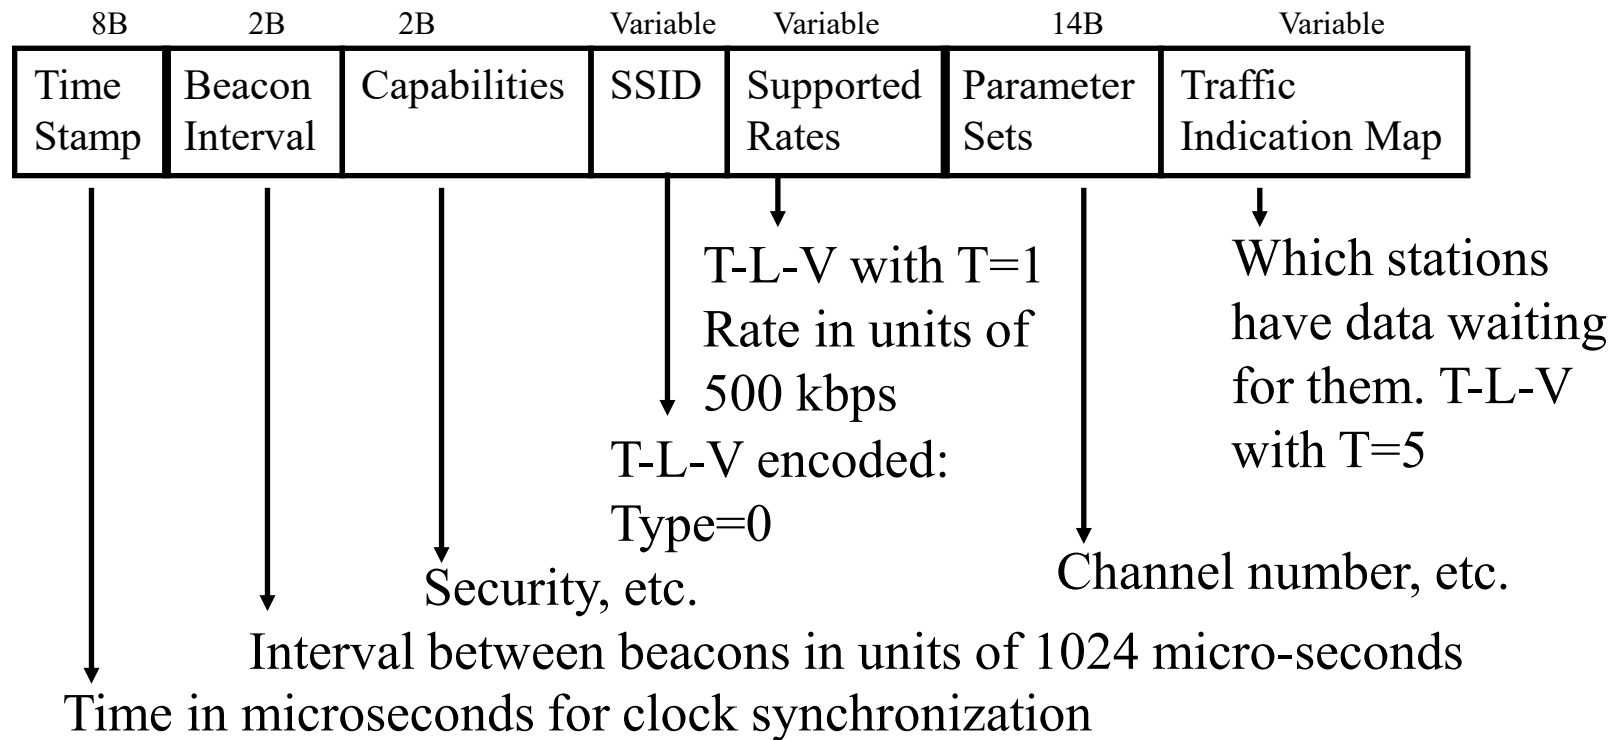 8B 2B 2B Variable Variable 14B Variable
Time Beacon Capabilities SSID Supported Parameter Traffic
Stamp Interval Rates Sets Indication Map
T-L-V with T=1
Rate in units of
500 kbps
Which stations
have data waiting
for them. T-L-V
with T=5
T-L-V encoded:
Type=0
Security, etc.
Channel number, etc.
Interval between beacons in units of 1024 micro-seconds
Time in microseconds for clock synchronization